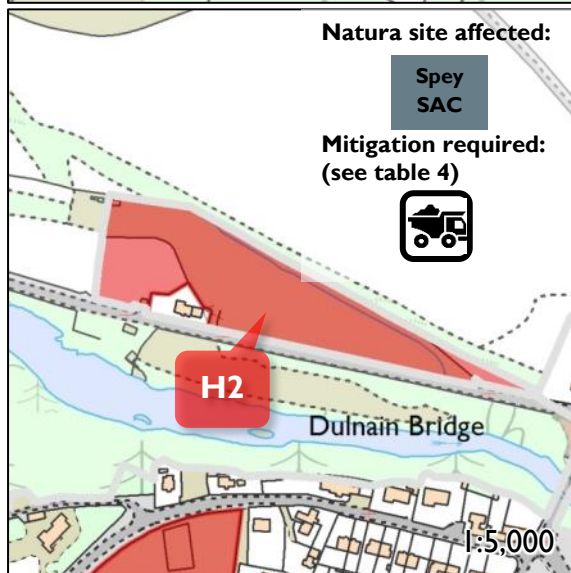 Natura site affected:
Spey
SAC
Mitigation required:
(see table 4)
H2
Dulnain Bridge
1:5,000